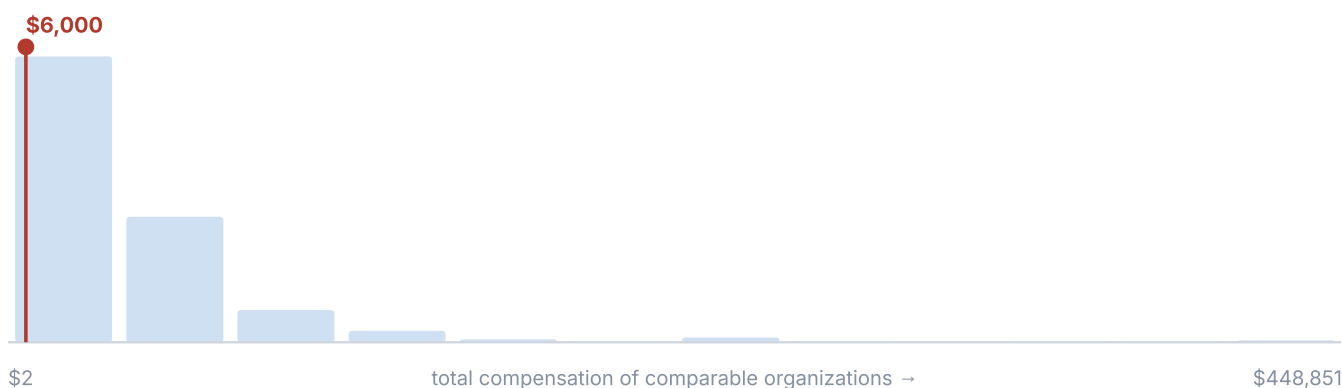 $6,000
$2
total compensation of comparable organizations →
$448,851